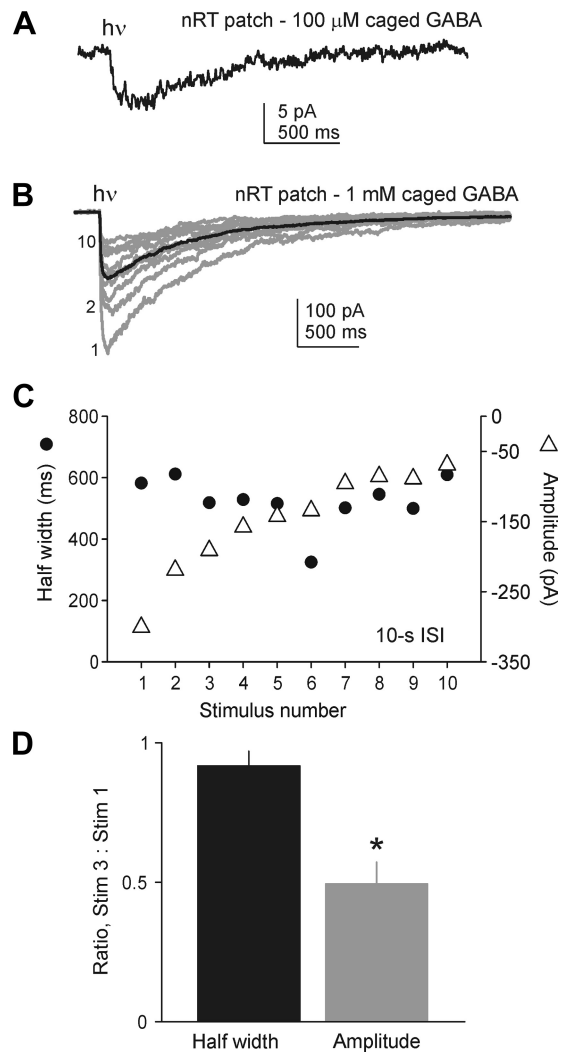 A
hν
nRT patch - 100 μM caged GABA
5 pA
500 ms
B
hν
nRT patch - 1 mM caged GABA
10
2
1
100 pA
500 ms
C
800
600
400
200
0
Half width (ms)
0
-50
-150
-250
-350
Amplitude (pA)
10-s ISI
1 2 3 4 5 6 7 8 9 10
Stimulus number
D
1
0.5
0
Ratio, Stim 3 : Stim 1
*
Half width Amplitude